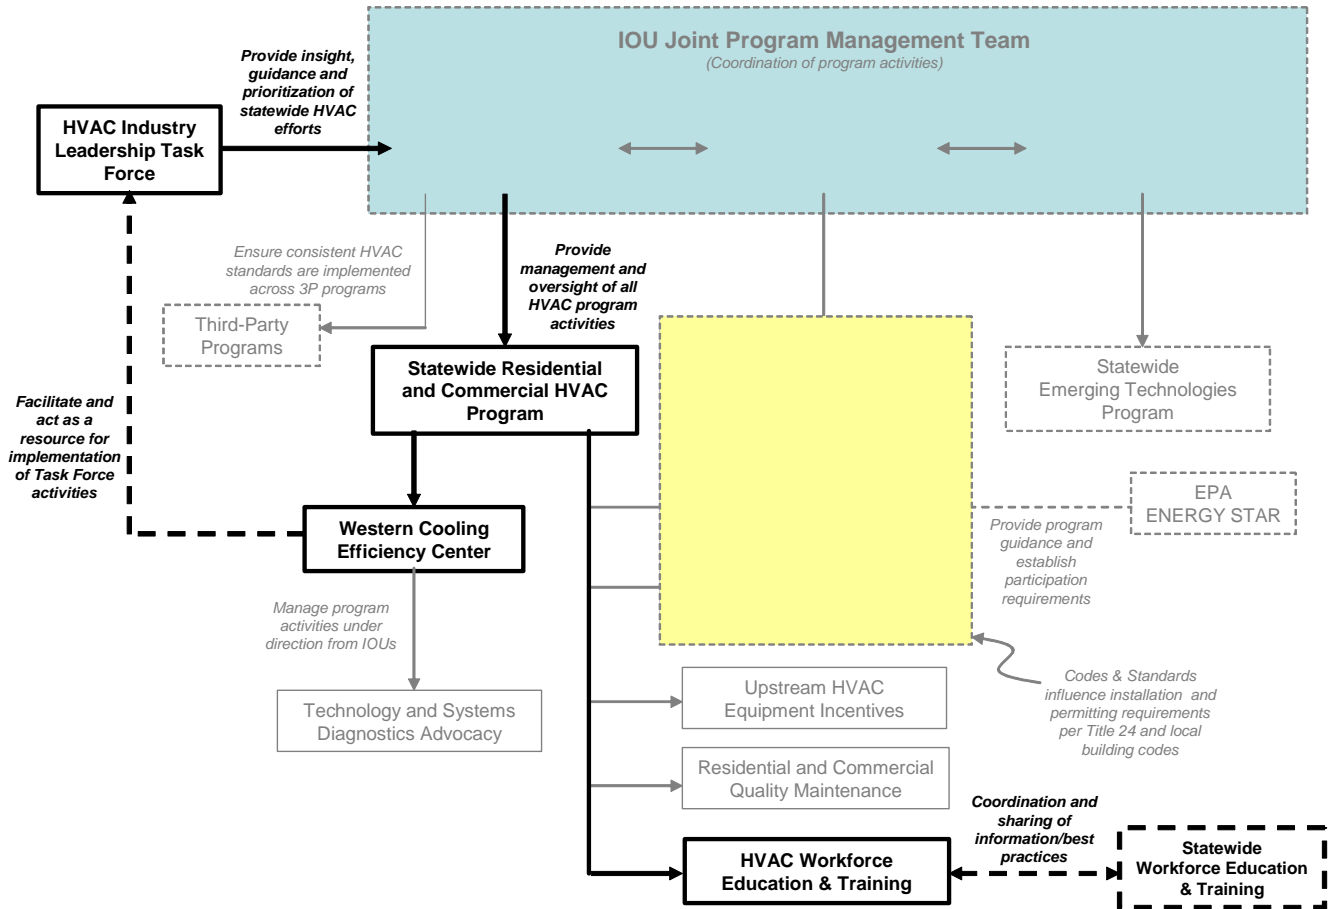 IOU Joint Program Management Team
(Coordination of program activities)
Provide insight,
guidance and
prioritization of
statewide HVAC
efforts
HVAC Industry
Leadership Task
Force
Ensure consistent HVAC
standards are implemented
across 3P programs
Provide
management and
oversight of all
HVAC program
activities
Third-Party
Programs
Statewide Residential
and Commercial HVAC
Program
Statewide
Emerging Technologies
Program
Facilitate and
act as a
resource for
implementation
of Task Force
activities
EPA
ENERGY STAR
Western Cooling
Efficiency Center
Provide program
guidance and
establish
participation
requirements
Manage program
activities under
direction from IOUs
Technology and Systems
Diagnostics Advocacy
Upstream HVAC
Equipment Incentives
Codes & Standards
influence installation and
permitting requirements
per Title 24 and local
building codes
Residential and Commercial
Quality Maintenance
Coordination and
sharing of
information/best
practices
HVAC Workforce
Education & Training
Statewide
Workforce Education
& Training